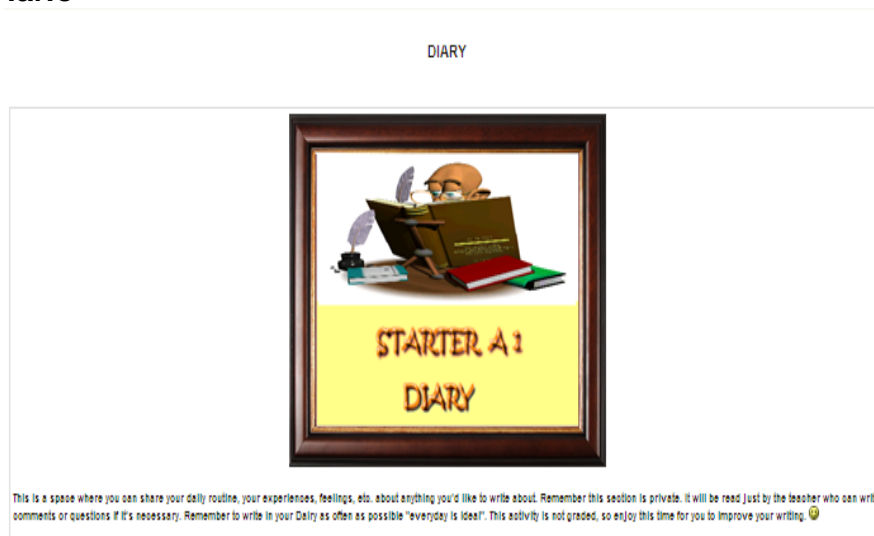 DIARY
STARTER A 1
DIARY
This is a space where you can share your daily routine, your experiences, feelings, etc. about anything you'd like to write about. Remember this section is private. It will be read just by the teacher who can
comments or questions if it's necessary. Remember to write in your Dairy as often as possible "everyday is ideal". This activity is not graded, so enjoy this time for you to improve your writing.